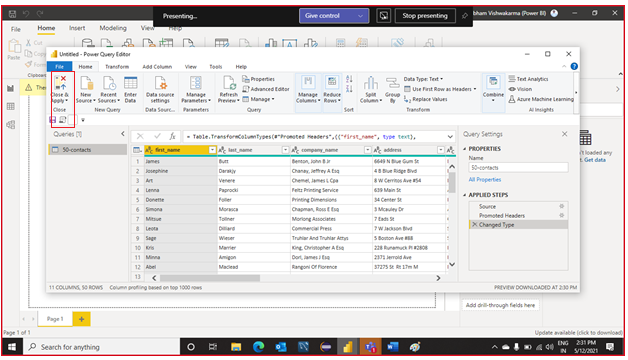 Presenting...
Give control
Stop presenting
bham Vishwakarma (Power BI)
File
Home
Insert
Modeling
View
Help
Cut
Paste
Clipboard
Untitled - Power Query Editor
File
Home
Transform
Add Column
View
Tools
Help
Close & Apply
New Source
Recent Sources
Enter Data
Data source settings
Manage Parameters
Refresh Preview
Properties
Advanced Editor
Manage
Manage Columns
Reduce Rows
Split Column
Group By
Data Type: Text
Use First Row as Headers
Replace Values
Combine
Text Analytics
Vision
Azure Machine Learning
Close
New Query
Data Sourc...
Parameters
Query
Sort
Transform
AI Insights
Queries [1]
50-contacts
= Table.TransformColumnTypes(#"Promoted Headers",{{"first_name", type text},
first_name last_name company_name address
1 James Butt Benton, John B Jr 6649 N Blue Gum St
2 Josephine Darakjy Chanay, Jeffrey A Esq 4 B Blue Ridge Blvd
3 Art Venere Chemel, James L Cpa 8 W Cerritos Ave #54
4 Lenna Paprocki Feltz Printing Service 639 Main St
5 Donette Foller Printing Dimensions 34 Center St
6 Simona Morasca Chapman, Ross E Esq 3 Mcauley Dr
7 Mitsue Tollner Morlong Associates 7 Eads St
8 Leota Dilliard Commercial Press 7 W Jackson Blvd
9 Sage Wieser Truhlar And Truhlar Attys 5 Boston Ave #88
10 Kris Marrier King, Christopher A Esq 228 Runamuck Pl #2808
11 Minna Amigon Dorl, James J Esq 2371 Jerrold Ave
12 Abel Maclead Rangoni Of Florence 37275 St Rt 17m M
13
Query Settings
PROPERTIES
Name
50-contacts
All Properties
APPLIED STEPS
Source
Promoted Headers
Changed Type
11 COLUMNS, 50 ROWS
Column profiling based on top 1000 rows
PREVIEW DOWNLOADED AT 2:30 PM
Add drill-through fields here
Page 1
Page 1 of 1
Update available (click to download)
Search for anything
ENG
IN
2:31 PM
5/12/2021